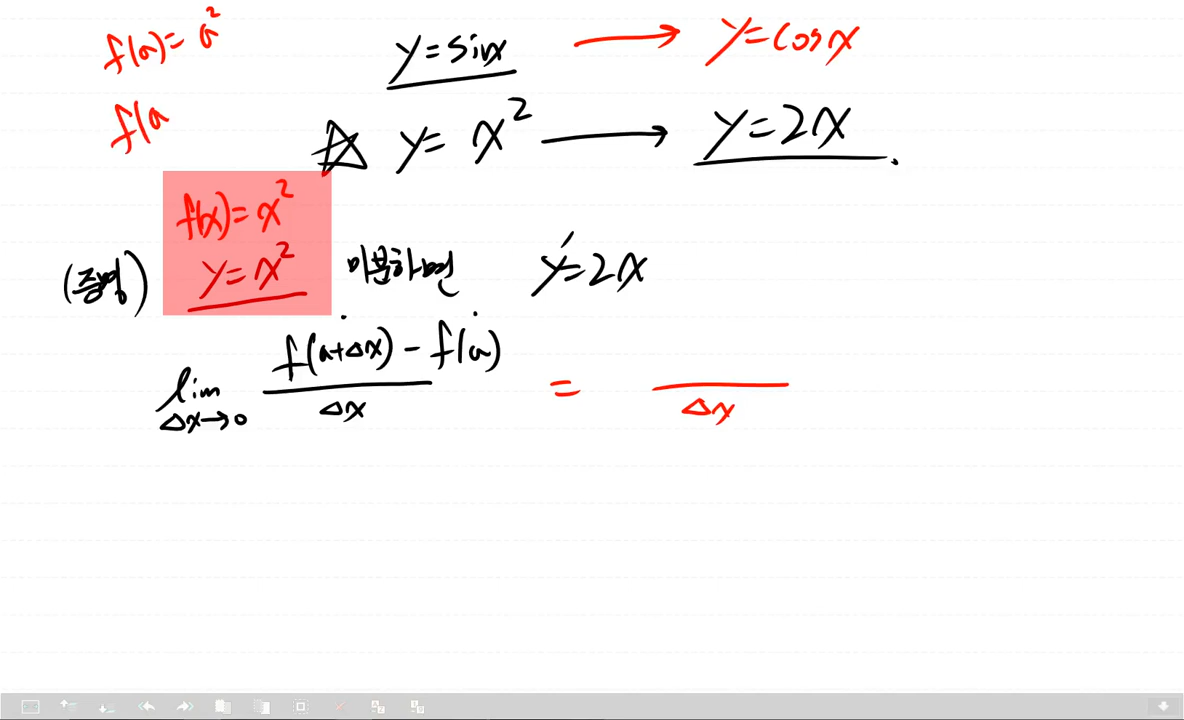 f(a)=a²
y=sinx → y=cosx
f(a
☆ y=x² → y=2x.
f(x)=x²
(증명) y=x² 미분하면 y'=2x
lim Δx→0 f(a+Δx)-f(a) / Δx = / Δx